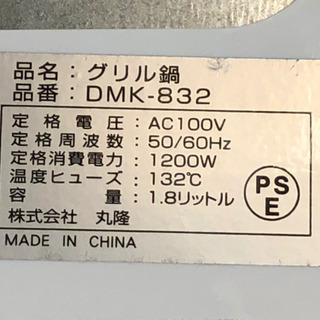 品名：グリル鍋
品番：DMK-832
定格電圧：AC100V
定格周波数：50/60Hz
定格消費電力：1200W
温度ヒューズ：132℃
容量：1.8リットル
株式会社 丸隆
MADE IN CHINA
PS
E